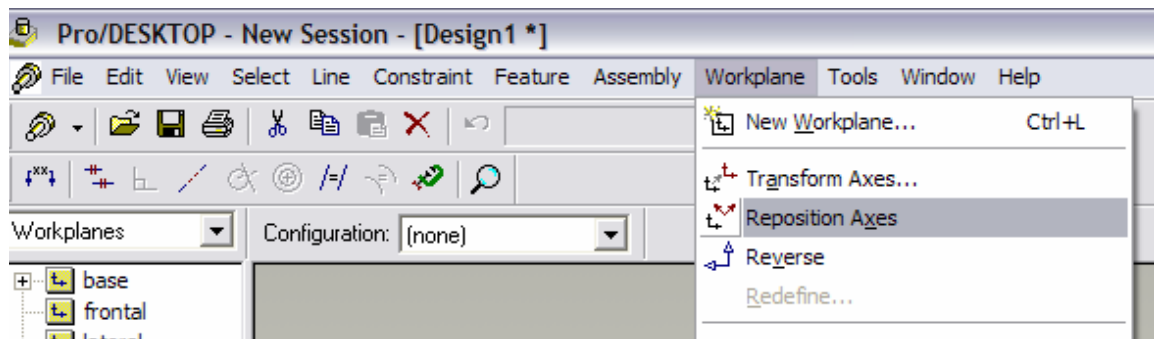 Pro/DESKTOP - New Session - [Design1 *]
File Edit View Select Line Constraint Feature Assembly Workplane Tools Window Help
New Workplane... Ctrl+L
Transform Axes...
Reposition Axes
Workplanes Configuration: (none)
Reverse
base
Redefine...
frontal
lateral